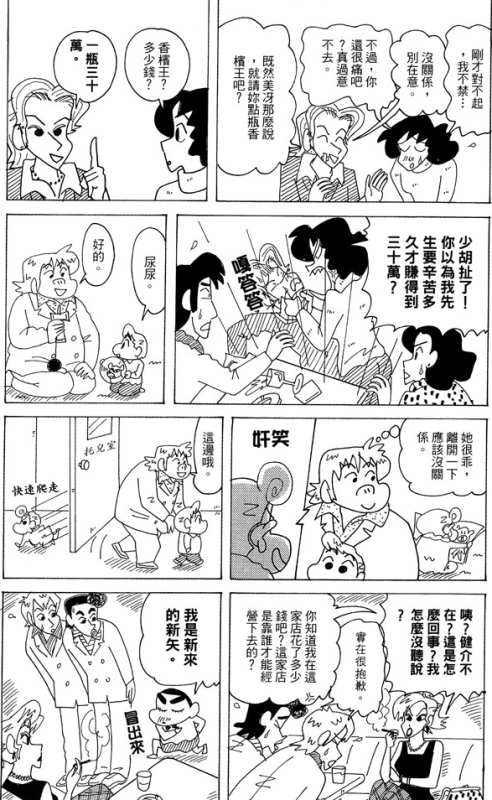 剛才對不起
，我不禁…
沒關係，
別在意。
不過，你
還很痛吧
？真過意
不去。
既然美冴那麼說
，就請妳點瓶香
檳王吧？
香檳王？
多少錢？
一瓶三十
萬。
少胡扯了！
你以為我先
生要辛苦多
久才賺得到
三十萬？
嘎答答
尿尿。
好的。
她很乖，
離開一下
應該沒關
係。
奸笑
這邊哦。
托兒室
快速爬走
咦？健介不
在？這是怎
麼回事？我
怎麼沒聽說
？
實在很抱歉。
你知道我在這
家店花了多少
錢吧？這家店
是靠誰才能經
營下去的？
我是新來
的新矢。
冒出來